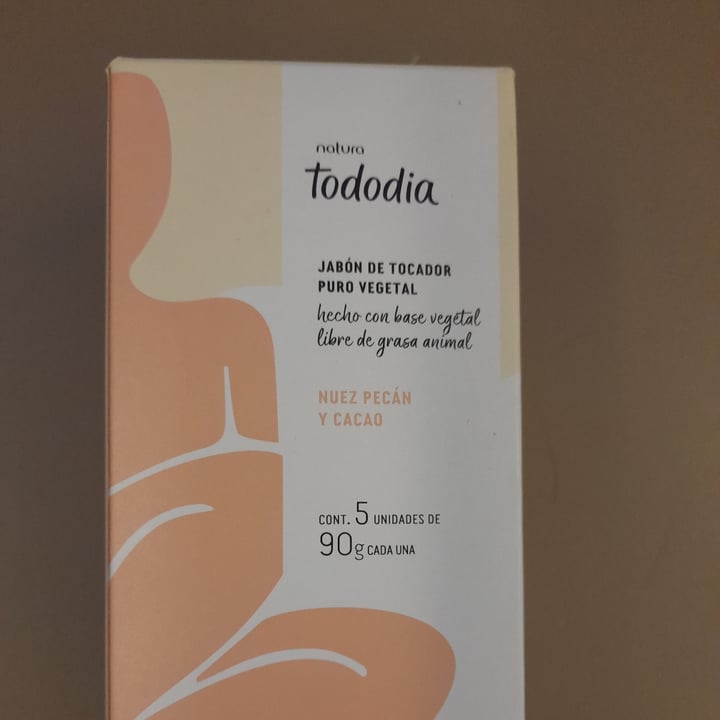 natura
tododia
JABÓN DE TOCADOR
PURO VEGETAL
hecho con base vegetal
libre de grasa animal
NUEZ PECÁN
Y CACAO
CONT. 5 UNIDADES DE
90g CADA UNA